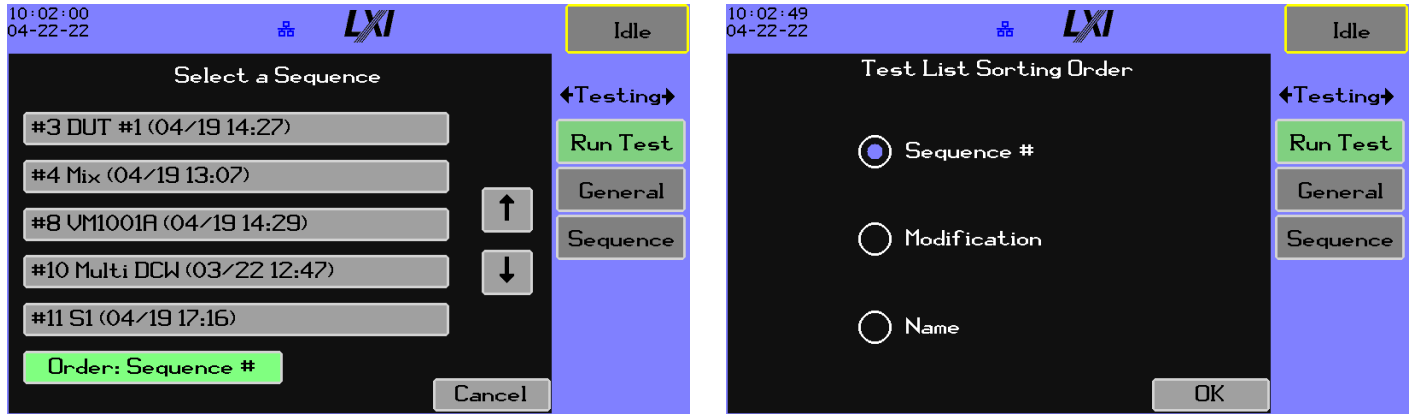 10:02:00
04-22-22
LXI
Idle
Select a Sequence
←Testing→
#3 DUT #1 (04/19 14:27)
Run Test
#4 Mix (04/19 13:07)
General
#8 VM1001A (04/19 14:29)
↑
Sequence
#10 Multi DCW (03/22 12:47)
↓
#11 S1 (04/19 17:16)
Order: Sequence #
Cancel
10:02:49
04-22-22
LXI
Idle
Test List Sorting Order
←Testing→
Sequence #
Run Test
General
Modification
Sequence
Name
OK